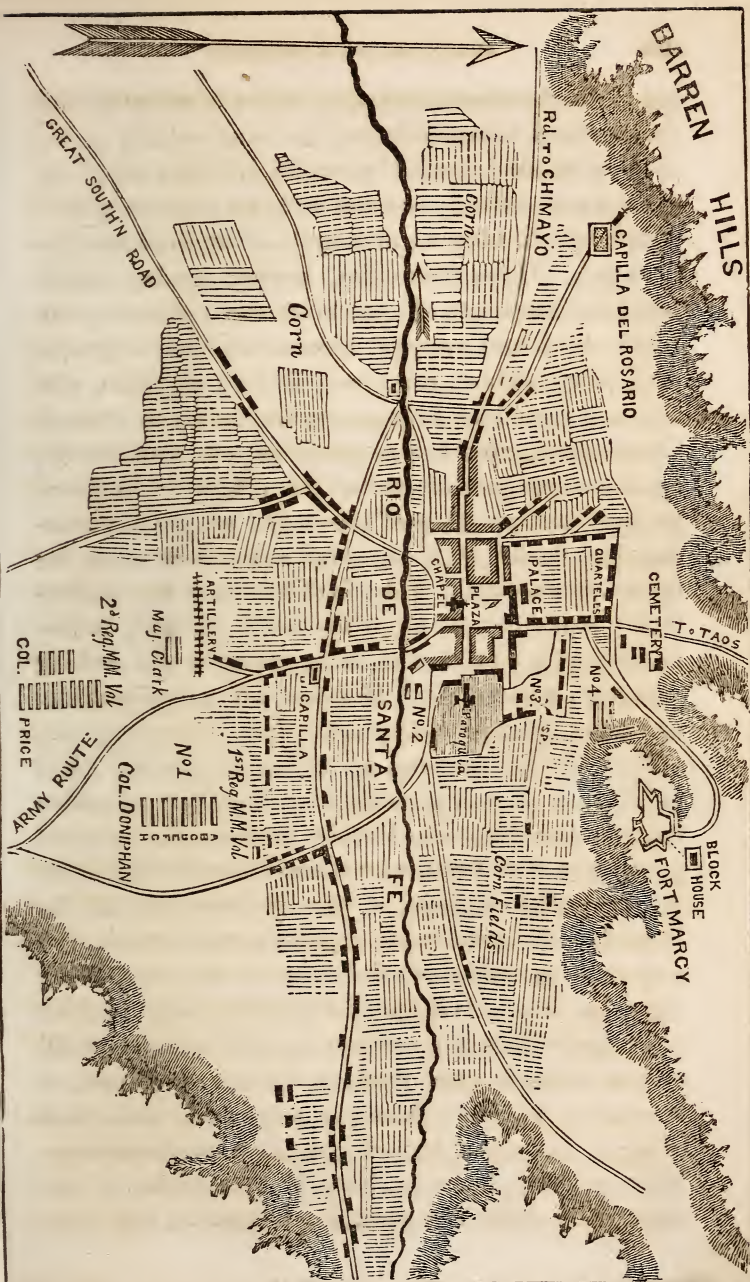 BARREN HILLS
CAPILLA DEL ROSARIO
Rd. To CHIMAYO
Corn
GREAT SOUTH'N ROAD
Corn
RIO DE SANTA FE
CHAPEL
PLAZA
PALACE
QUARTELES
CEMETERY
To TAOS
No. 4
No. 3
SP
No. 2
Paroquia
BLOCK HOUSE
FORT MARCY
Corn Fields
ARTILLERY
Maj Clark
2d Reg. M.M. Vol
COL. PRICE
ARMY ROUTE
CAPILLA
1st Reg M.M. Vol
No 1
COL. DONIPHAN
A
B
C
D
E
F
G
H